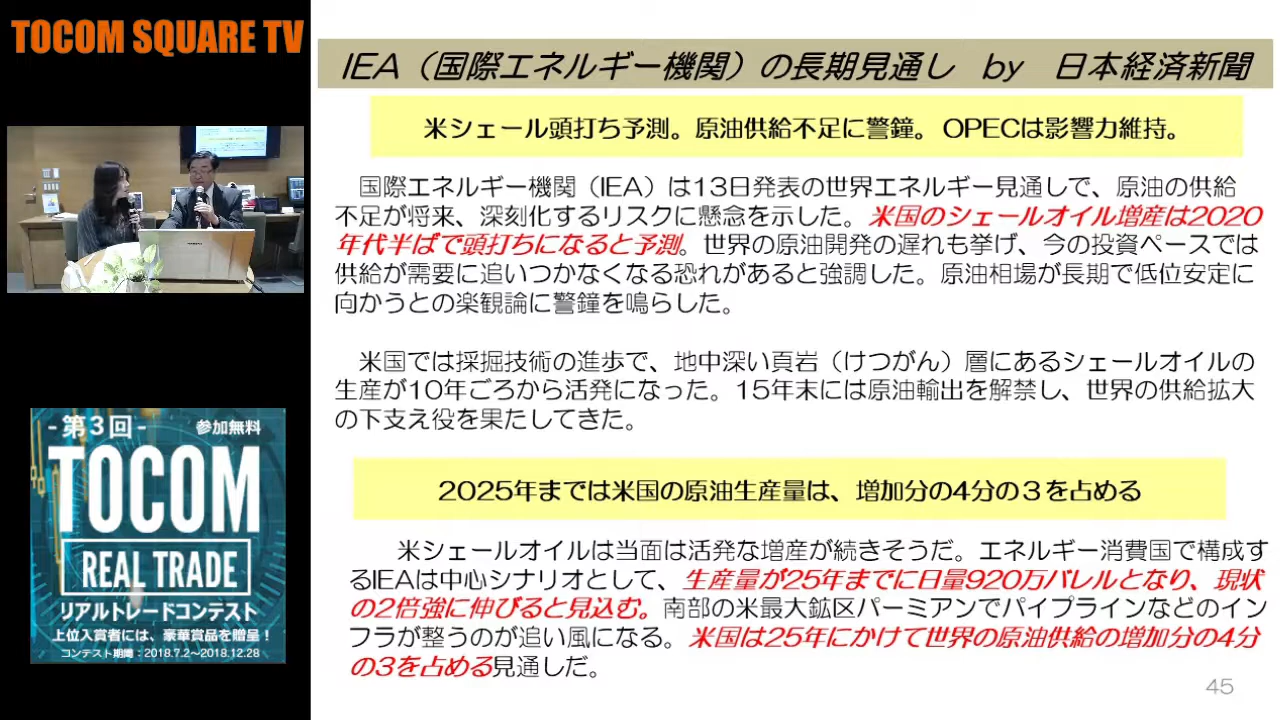 TOCOM SQUARE TV
IEA（国際エネルギー機関）の長期見通し by 日本経済新聞
米シェール頭打ち予測。原油供給不足に警鐘。OPECは影響力維持。
国際エネルギー機関（IEA）は13日発表の世界エネルギー見通しで、原油の供給
不足が将来、深刻化するリスクに懸念を示した。米国のシェールオイル増産は2020
年代半ばで頭打ちになると予測。世界の原油開発の遅れも挙げ、今の投資ペースでは
供給が需要に追いつかなくなる恐れがあると強調した。原油相場が長期で低位安定に
向かうとの楽観論に警鐘を鳴らした。
米国では採掘技術の進歩で、地中深い頁岩（けつがん）層にあるシェールオイルの
生産が10年ごろから活発になった。15年末には原油輸出を解禁し、世界の供給拡大
の下支え役を果たしてきた。
2025年までは米国の原油生産量は、増加分の4分の３を占める
米シェールオイルは当面は活発な増産が続きそうだ。エネルギー消費国で構成す
るIEAは中心シナリオとして、生産量が25年までに日量920万バレルとなり、現状
の2倍強に伸びると見込む。南部の米最大鉱区パーミアンでパイプラインなどのイン
フラが整うのが追い風になる。米国は25年にかけて世界の原油供給の増加分の4分
の3を占める見通しだ。
45
-第3回-
参加無料
TOCOM
REAL TRADE
リアルトレードコンテスト
上位入賞者には、豪華賞品を贈呈！
コンテスト期間：2018.7.2～2018.12.28